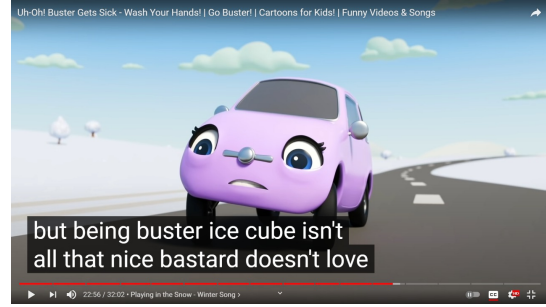 Uh-Oh! Buster Gets Sick - Wash Your Hands! | Go Buster! | Cartoons for Kids! | Funny Videos & Songs
but being buster ice cube isn't
all that nice bastard doesn't love
22:56 / 32:02 • Playing in the Snow - Winter Song ›